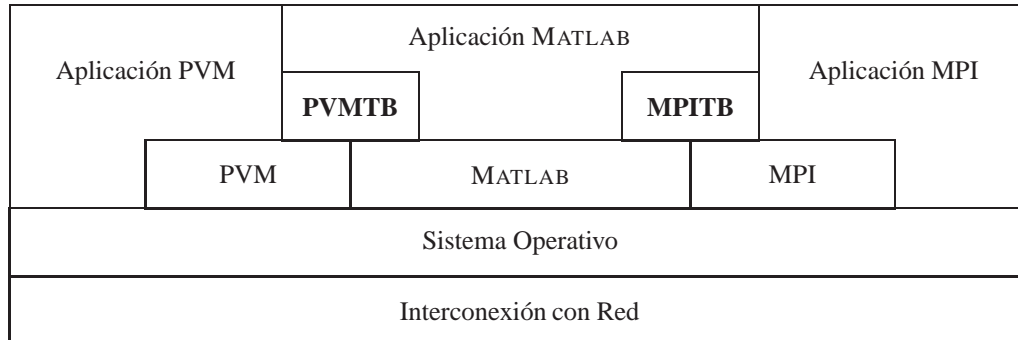 Aplicación MATLAB
Aplicación PVM
Aplicación MPI
PVMTB
MPITB
PVM
MATLAB
MPI
Sistema Operativo
Interconexión con Red